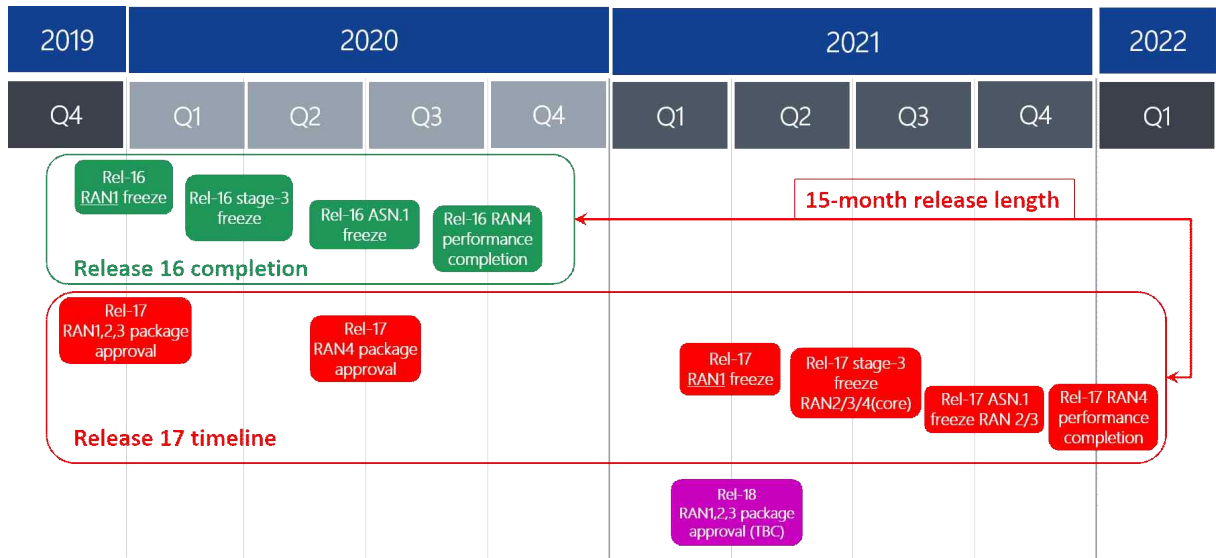 2019
2020
2021
2022
Q4
Q1
Q2
Q3
Q4
Q1
Q2
Q3
Q4
Q1
Rel-16
RAN1 freeze
Rel-16 stage-3
freeze
Rel-16 ASN.1
freeze
Rel-16 RAN4
performance
completion
15-month release length
Release 16 completion
Rel-17
RAN1,2,3 package
approval
Rel-17
RAN4 package
approval
Rel-17
RAN1 freeze
Rel-17 stage-3
freeze
RAN2/3/4(core)
Rel-17 ASN.1
freeze RAN 2/3
Rel-17 RAN4
performance
completion
Release 17 timeline
Rel-18
RAN1,2,3 package
approval (TBC)